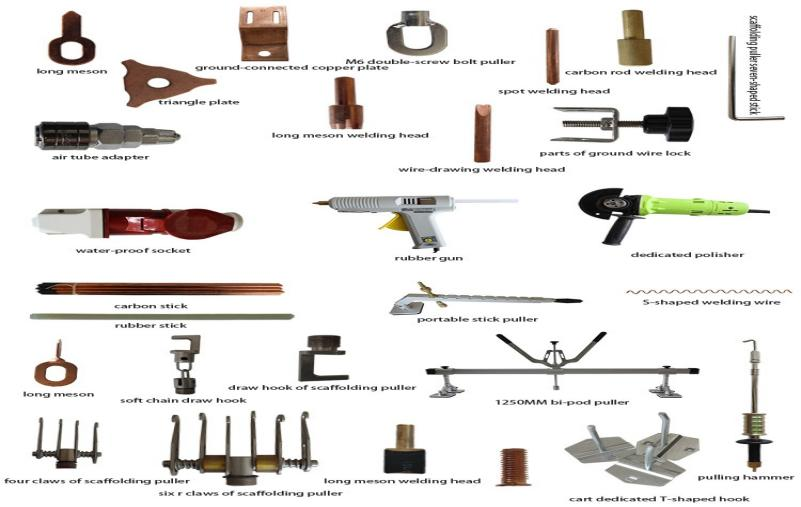 long meson
ground-connected copper plate
M6 double-screw bolt puller
carbon rod welding head
scaffolding puller seven-shaped stick
triangle plate
spot welding head
long meson welding head
air tube adapter
parts of ground wire lock
wire-drawing welding head
water-proof socket
rubber gun
dedicated polisher
carbon stick
S-shaped welding wire
rubber stick
portable stick puller
long meson
soft chain draw hook
draw hook of scaffolding puller
1250MM bi-pod puller
four claws of scaffolding puller
six r claws of scaffolding puller
long meson welding head
pulling hammer
cart dedicated T-shaped hook